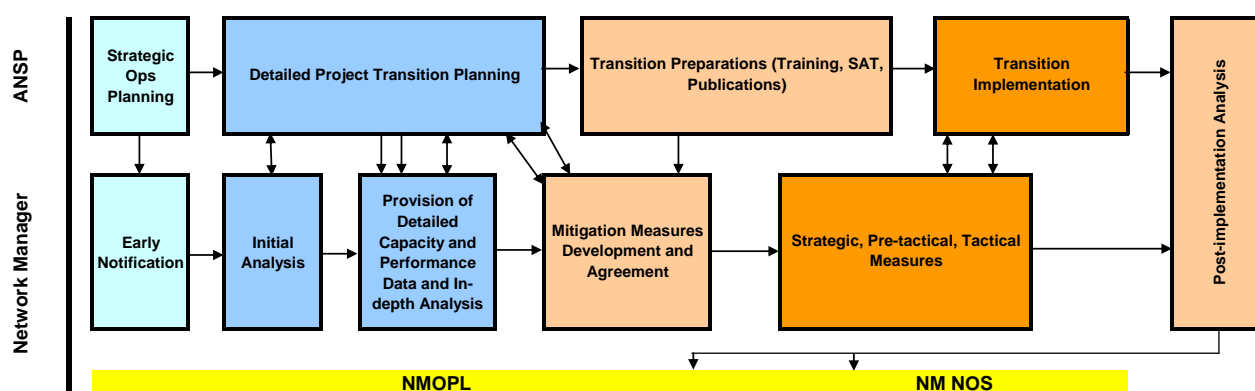 ANSP
Strategic
Ops
Planning
Detailed Project Transition Planning
Transition Preparations (Training, SAT,
Publications)
Transition
Implementation
Post-implementation Analysis
Network Manager
Early
Notification
Initial
Analysis
Provision of
Detailed
Capacity and
Performance
Data and In-
depth Analysis
Mitigation Measures
Development and
Agreement
Strategic, Pre-tactical, Tactical
Measures
NMOPL
NM NOS